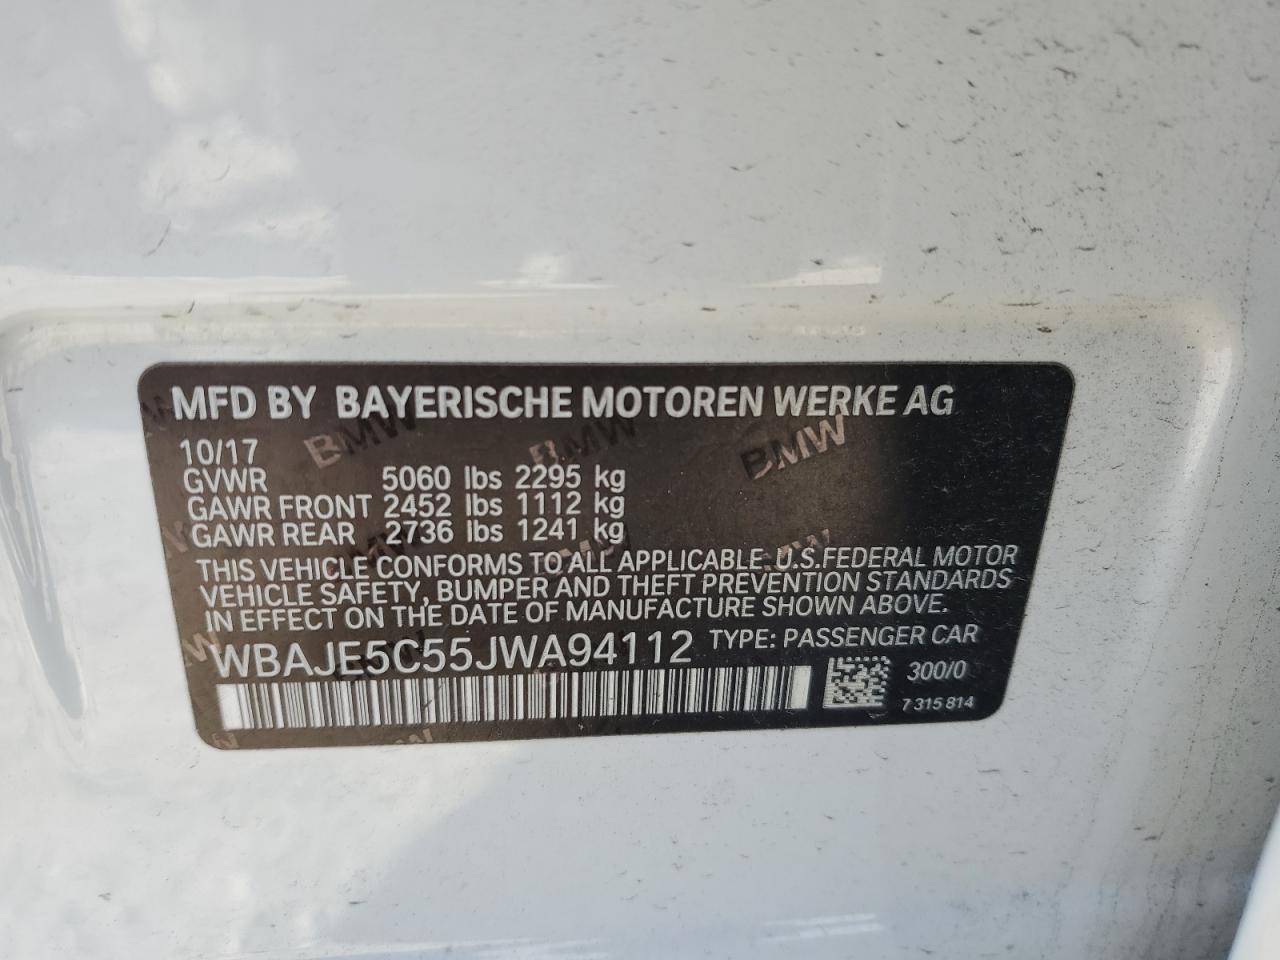 MFD BY BAYERISCHE MOTOREN WERKE AG
10/17
GVWR 5060 lbs 2295 kg
GAWR FRONT 2452 lbs 1112 kg
GAWR REAR 2736 lbs 1241 kg
THIS VEHICLE CONFORMS TO ALL APPLICABLE U.S.FEDERAL MOTOR
VEHICLE SAFETY, BUMPER AND THEFT PREVENTION STANDARDS
IN EFFECT ON THE DATE OF MANUFACTURE SHOWN ABOVE.
WBAJE5C55JWA94112 TYPE: PASSENGER CAR
300/0
7 315 814
BMW
BMW
BMW